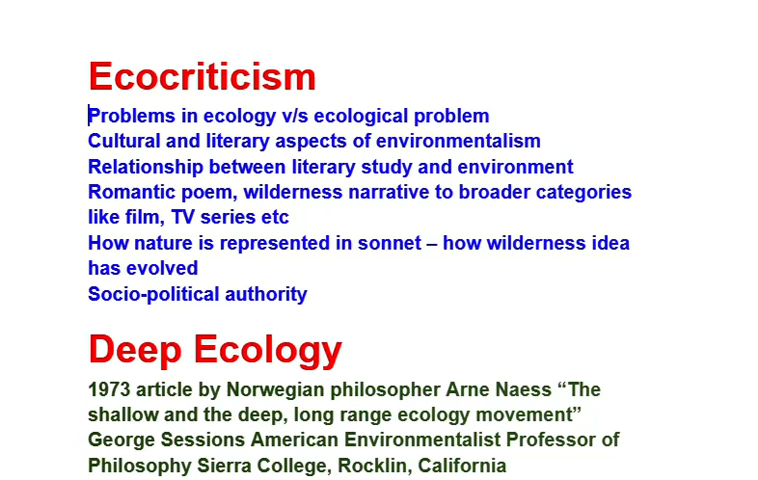 Ecocriticism
Problems in ecology v/s ecological problem
Cultural and literary aspects of environmentalism
Relationship between literary study and environment
Romantic poem, wilderness narrative to broader categories
like film, TV series etc
How nature is represented in sonnet – how wilderness idea
has evolved
Socio-political authority
Deep Ecology
1973 article by Norwegian philosopher Arne Naess “The
shallow and the deep, long range ecology movement”
George Sessions American Environmentalist Professor of
Philosophy Sierra College, Rocklin, California